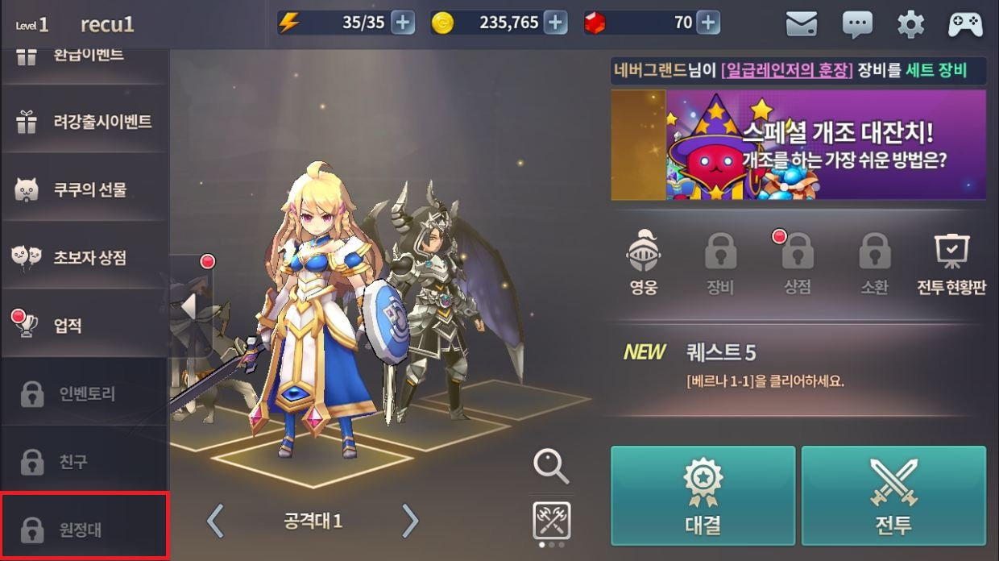 Level 1 recu1
35/35
235,765
70
환급이벤트
려강출시이벤트
쿠쿠의 선물
초보자 상점
업적
인벤토리
친구
원정대
공격대 1
네버그랜드님이 [일급레인저의 훈장] 장비를 세트 장비
스페셜 개조 대잔치!
개조를 하는 가장 쉬운 방법은?
영웅
장비
상점
소환
전투 현황판
NEW 퀘스트 5
[베르나 1-1]을 클리어하세요.
대결
전투